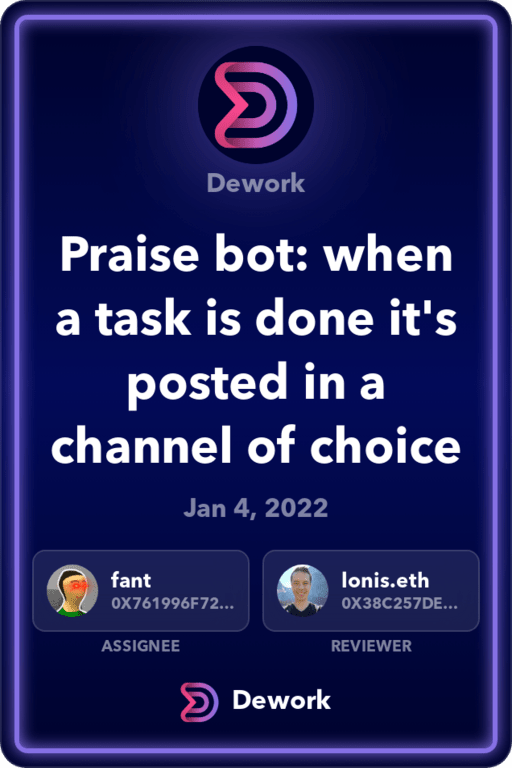 Dework
Praise bot: when
a task is done it's
posted in a
channel of choice
Jan 4, 2022
fant
0X761996F72...
ASSIGNEE
lonis.eth
0X38C257DE...
REVIEWER
Dework